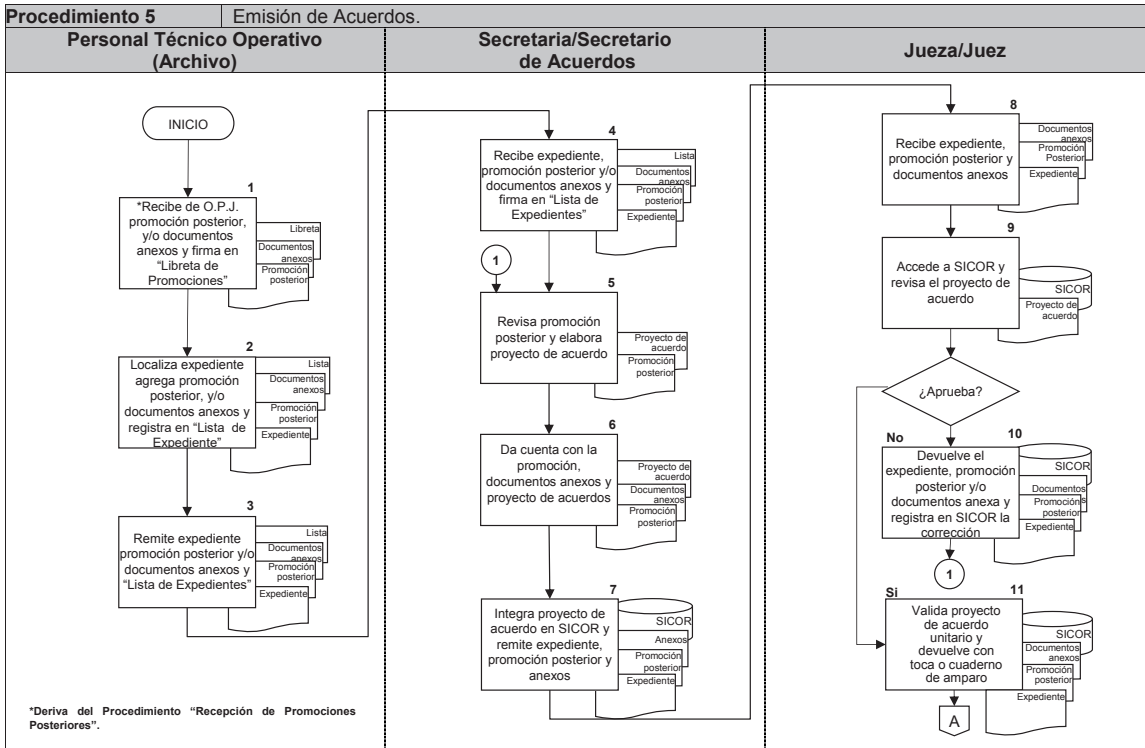 Procedimiento 5 Emisión de Acuerdos.
Personal Técnico Operativo
(Archivo)
Secretaria/Secretario
de Acuerdos
Jueza/Juez
INICIO
1
*Recibe de O.P.J.
promoción posterior,
y/o documentos
anexos y firma en
“Libreta de
Promociones”
Libreta
Documentos
anexos
Promoción
posterior
2
Localiza expediente
agrega promoción
posterior, y/o
documentos anexos y
registra en “Lista de
Expediente”
Lista
Documentos
anexos
Promoción
posterior
Expediente
3
Remite expediente
promoción posterior y/o
documentos anexos y
“Lista de Expedientes”
Lista
Documentos
anexos
Promoción
posterior
Expediente
*Deriva del Procedimiento “Recepción de Promociones
Posteriores”.
4
Recibe expediente,
promoción posterior y/o
documentos anexos y
firma en “Lista de
Expedientes”
Lista
Documentos
anexos
Promoción
posterior
Expediente
1
5
Revisa promoción
posterior y elabora
proyecto de acuerdo
Proyecto de
acuerdo
Promoción
posterior
6
Da cuenta con la
promoción,
documentos anexos y
proyecto de acuerdos
Proyecto de
acuerdo
Documentos
anexos
Promoción
posterior
7
Integra proyecto de
acuerdo en SICOR y
remite expediente,
promoción posterior y
anexos
SICOR
Anexos
Promoción
posterior
Expediente
8
Recibe expediente,
promoción posterior y
documentos anexos
Documentos
anexos
Promoción
Posterior
Expediente
9
Accede a SICOR y
revisa el proyecto de
acuerdo
SICOR
Proyecto de
acuerdo
¿Aprueba?
No
10
Devuelve el
expediente, promoción
posterior y/o
documentos anexa y
registra en SICOR la
corrección
SICOR
Documentos
s
Promoción
posterior
Expediente
1
Si
11
Valida proyecto
de acuerdo
unitario y
devuelve con
toca o cuaderno
de amparo
SICOR
Documentos
anexos
Promoción
posterior
Expediente
A